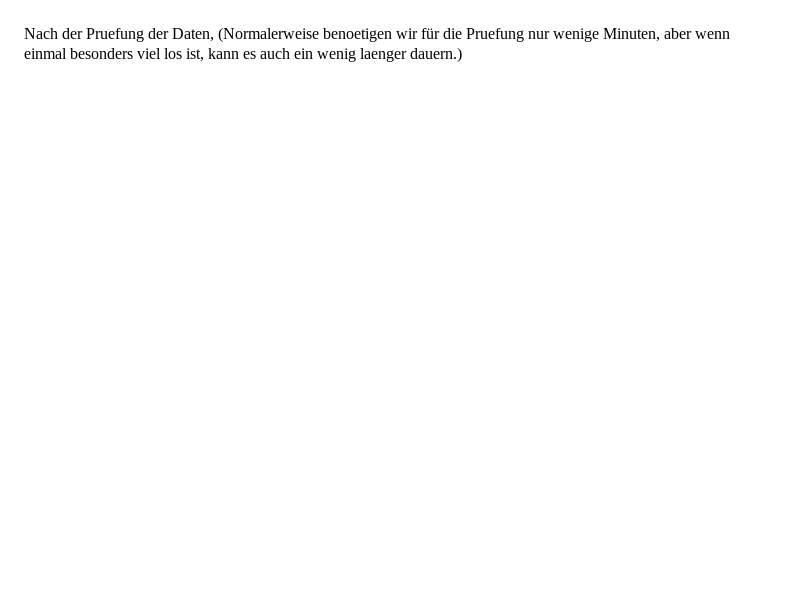 Nach der Pruefung der Daten, (Normalerweise benoetigen wir für die Pruefung nur wenige Minuten, aber wenn
einmal besonders viel los ist, kann es auch ein wenig laenger dauern.)